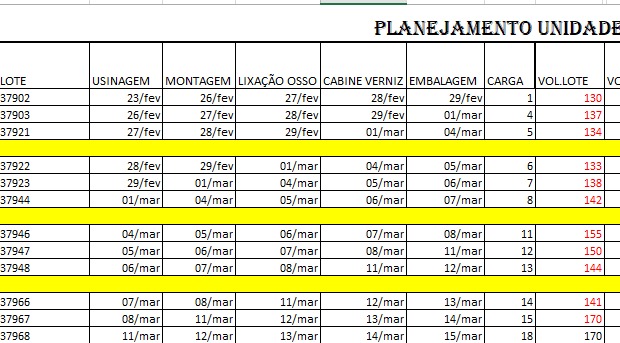 PLANEJAMENTO UNIDADE
LOTE USINAGEM MONTAGEM LIXAÇÃO OSSO CABINE VERNIZ EMBALAGEM CARGA VOL.LOTE VO
37902 23/fev 26/fev 27/fev 28/fev 29/fev 1 130
37903 26/fev 27/fev 28/fev 29/fev 01/mar 4 137
37921 27/fev 28/fev 29/fev 01/mar 04/mar 5 134
37922 28/fev 29/fev 01/mar 04/mar 05/mar 6 133
37923 29/fev 01/mar 04/mar 05/mar 06/mar 7 138
37944 01/mar 04/mar 05/mar 06/mar 07/mar 8 142
37946 04/mar 05/mar 06/mar 07/mar 08/mar 11 155
37947 05/mar 06/mar 07/mar 08/mar 11/mar 12 150
37948 06/mar 07/mar 08/mar 11/mar 12/mar 13 144
37966 07/mar 08/mar 11/mar 12/mar 13/mar 14 141
37967 08/mar 11/mar 12/mar 13/mar 14/mar 15 170
37968 11/mar 12/mar 13/mar 14/mar 15/mar 18 170